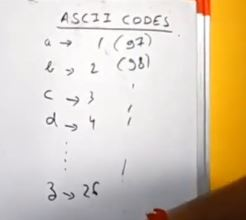 ASCII CODES
a → 1 (97)
b → 2 (98)
c → 3
d → 4
z → 26